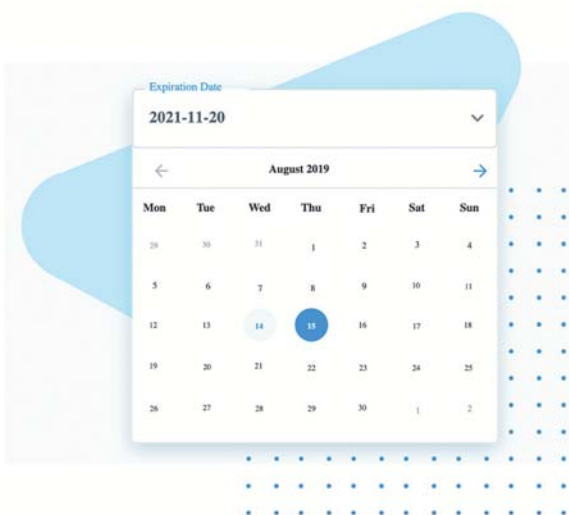 Expiration Date
2021-11-20
August 2019
Mon Tue Wed Thu Fri Sat Sun
29 30 31 1 2 3 4
5 6 7 8 9 10 11
12 13 14 15 16 17 18
19 20 21 22 23 24 25
26 27 28 29 30 1 2